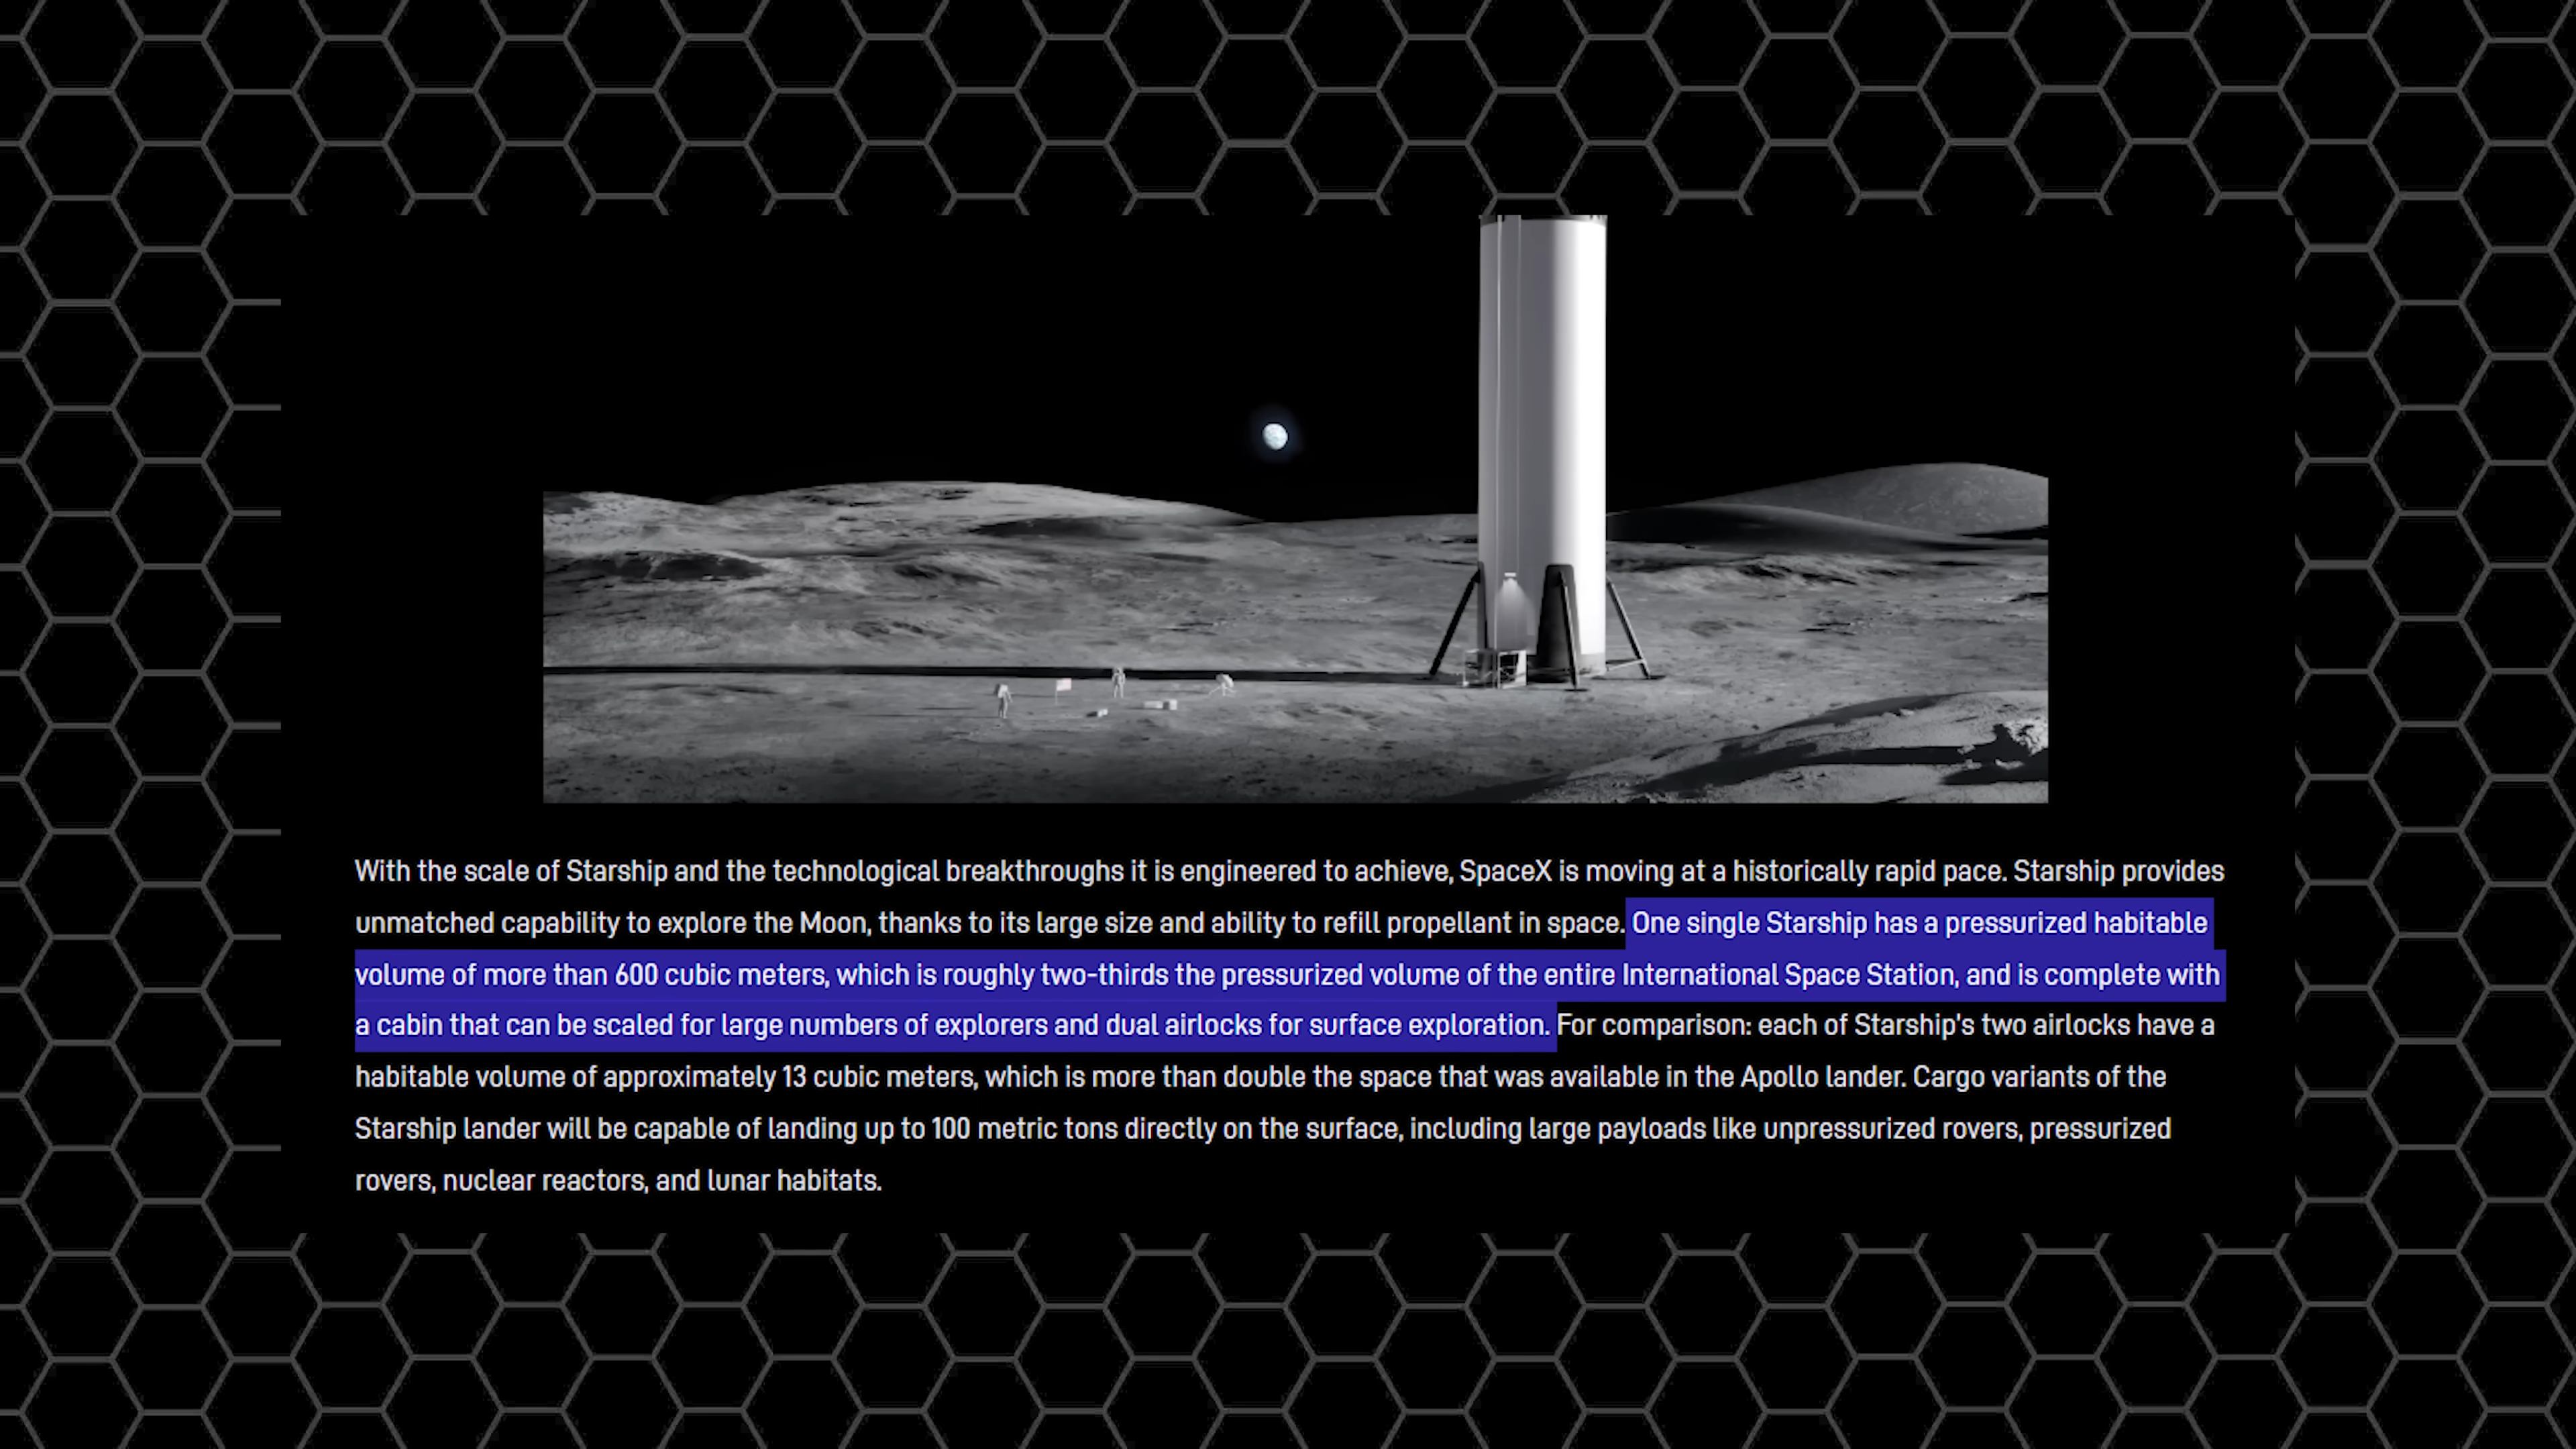 With the scale of Starship and the technological breakthroughs it is engineered to achieve, SpaceX is moving at a historically rapid pace. Starship provides
unmatched capability to explore the Moon, thanks to its large size and ability to refill propellant in space. One single Starship has a pressurized habitable
volume of more than 600 cubic meters, which is roughly two-thirds the pressurized volume of the entire International Space Station, and is complete with
a cabin that can be scaled for large numbers of explorers and dual airlocks for surface exploration. For comparison: each of Starship's two airlocks have a
habitable volume of approximately 13 cubic meters, which is more than double the space that was available in the Apollo lander. Cargo variants of the
Starship lander will be capable of landing up to 100 metric tons directly on the surface, including large payloads like unpressurized rovers, pressurized
rovers, nuclear reactors, and lunar habitats.